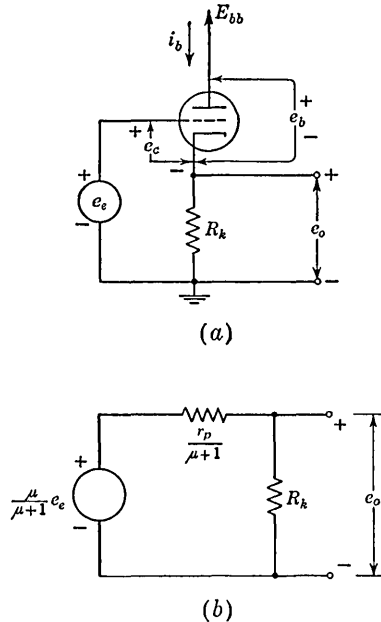 E_bb
i_b
+
+
e_b
−
e_c
−
+
e_e
−
+
R_k
e_o
−
(a)
r_p/(μ+1)
+
+
μ/(μ+1) e_e
R_k
e_o
−
−
(b)